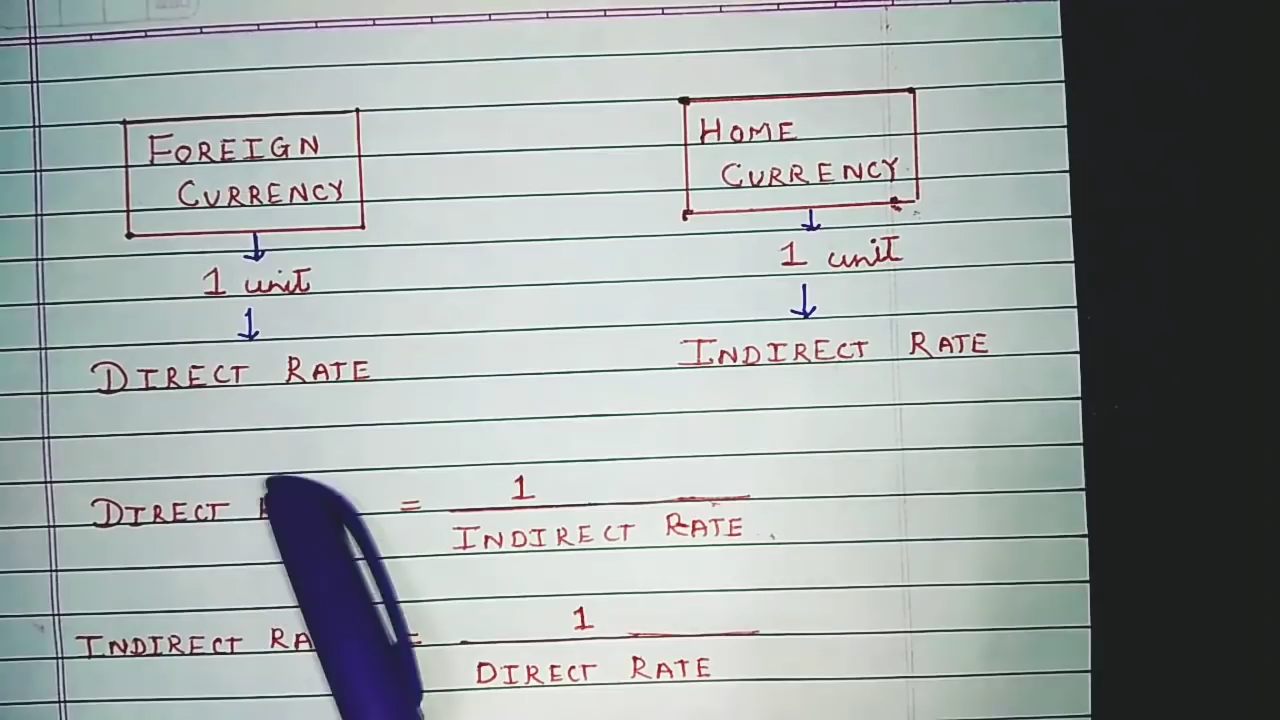 FOREIGN
CURRENCY
1 unit
DIRECT RATE
HOME
CURRENCY
1 unit
INDIRECT RATE
DIRECT = 1
INDIRECT RATE
INDIRECT = 1
DIRECT RATE